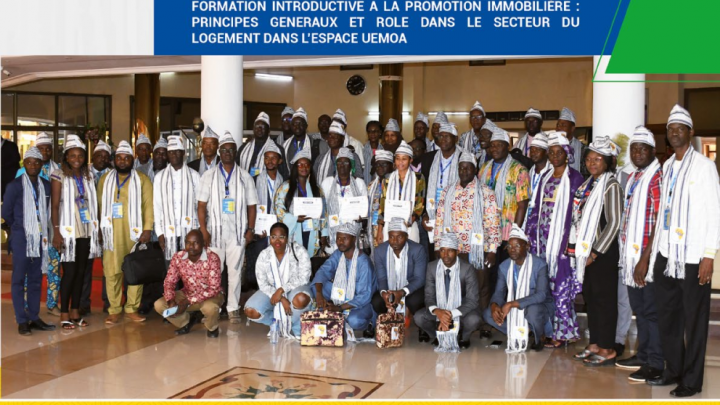 FORMATION INTRODUCTIVE A LA PROMOTION IMMOBILIERE :
PRINCIPES GENERAUX ET ROLE DANS LE SECTEUR DU
LOGEMENT DANS L'ESPACE UEMOA